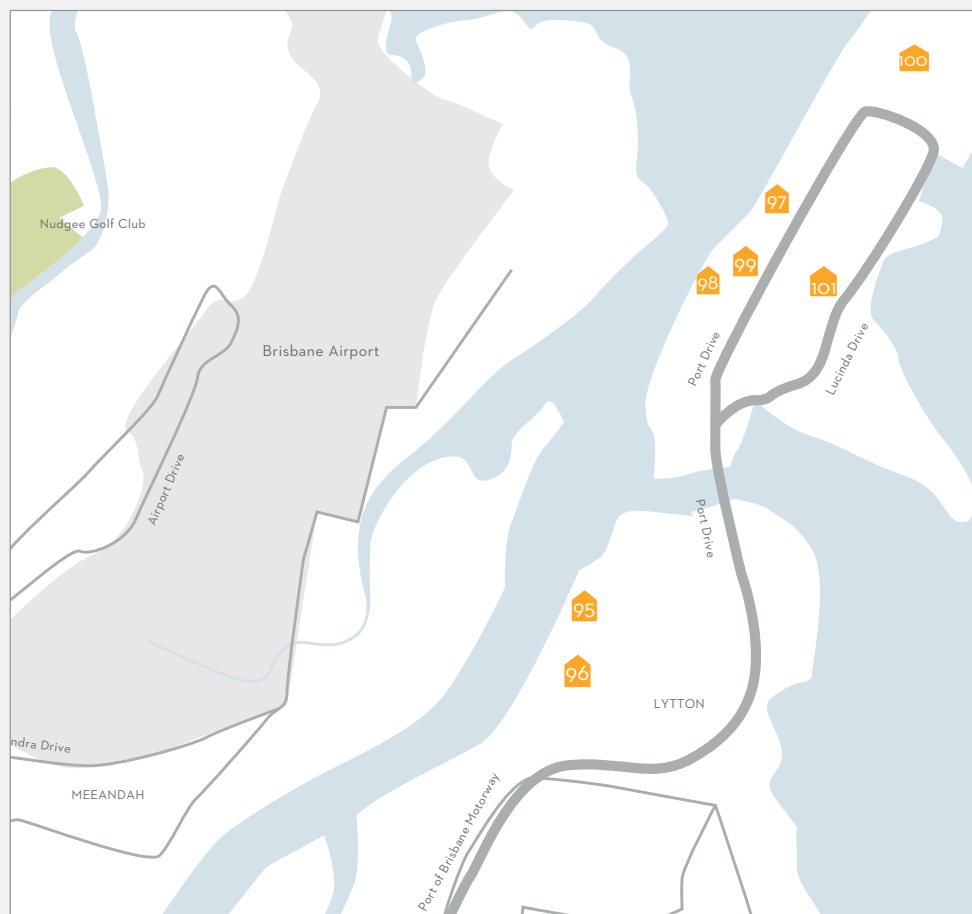 100
97
Nudgee Golf Club
99
98
101
Brisbane Airport
Port Drive
Lucinda Drive
Airport Drive
Port Drive
95
96
LYTTON
ndra Drive
MEEANDAH
Port of Brisbane Motorway